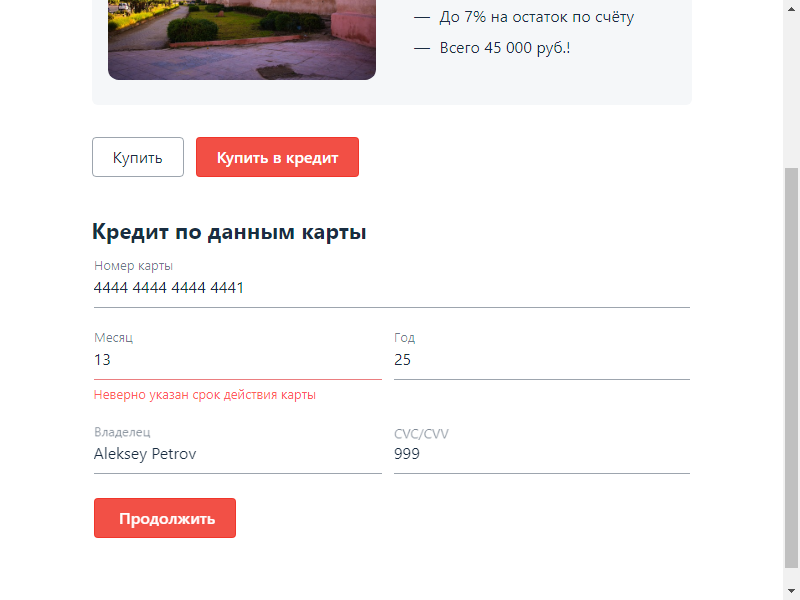 — До 7% на остаток по счёту
— Всего 45 000 руб.!
Купить Купить в кредит
Кредит по данным карты
Номер карты
4444 4444 4444 4441
Месяц Год
13 25
Неверно указан срок действия карты
Владелец CVC/CVV
Aleksey Petrov 999
Продолжить